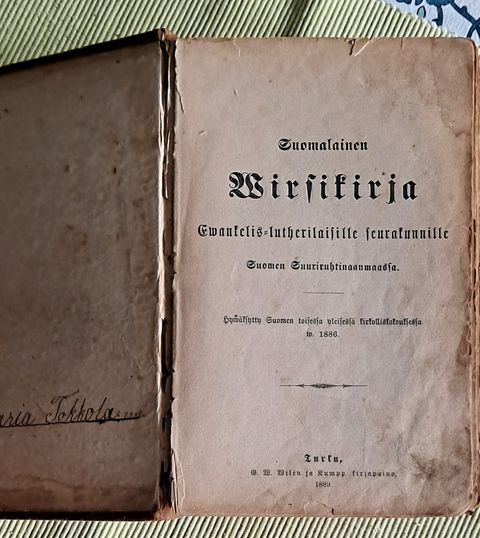 Tokkola
Suomalainen
Wirsikirja
Ewankelis-lutherilaisille seurakunnille
Suomen Suuriruhtinaanmaassa.
Hywäksytty Suomen toisessa yleisessä kirkolliskokouksessa
w. 1886.
Turku,
G. W. Wilén ja Kumpp. kirjapaino,
1889.